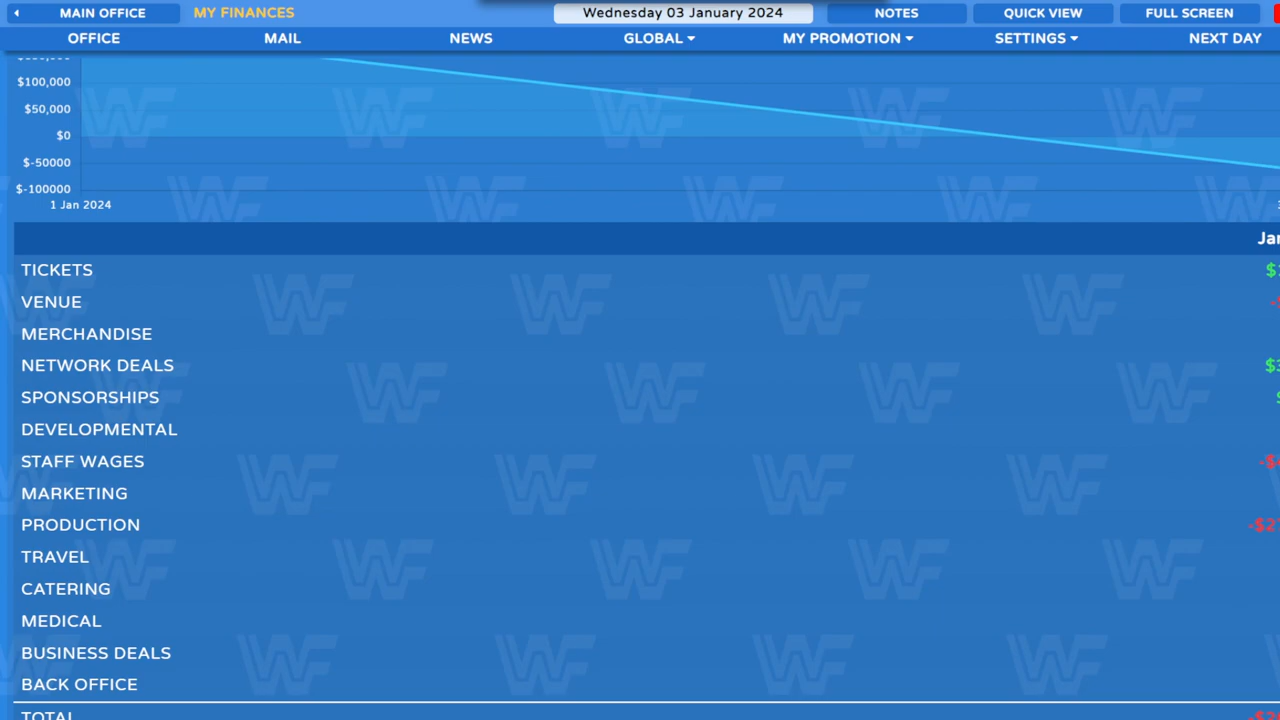 MAIN OFFICE MY FINANCES Wednesday 03 January 2024 NOTES QUICK VIEW FULL SCREEN
OFFICE MAIL NEWS GLOBAL MY PROMOTION SETTINGS NEXT DAY
$100,000
$50,000
$0
$-50000
$-100000
1 Jan 2024
TICKETS
VENUE
MERCHANDISE
NETWORK DEALS
SPONSORSHIPS
DEVELOPMENTAL
STAFF WAGES
MARKETING
PRODUCTION
TRAVEL
CATERING
MEDICAL
BUSINESS DEALS
BACK OFFICE
TOTAL